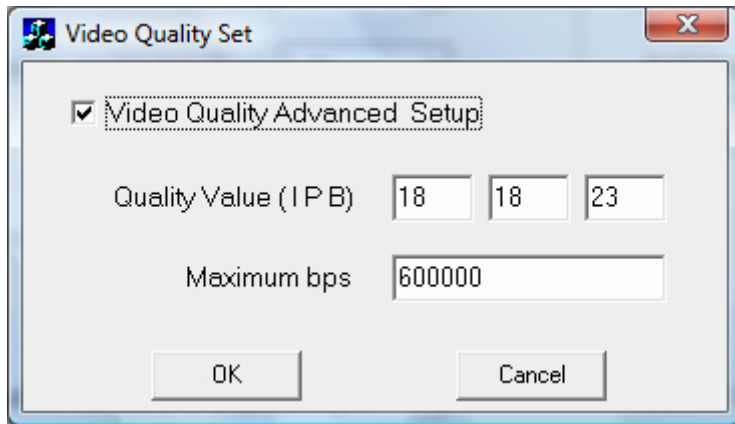 Video Quality Set
Video Quality Advanced Setup
Quality Value ( I P B) 18 18 23
Maximum bps 600000
OK Cancel